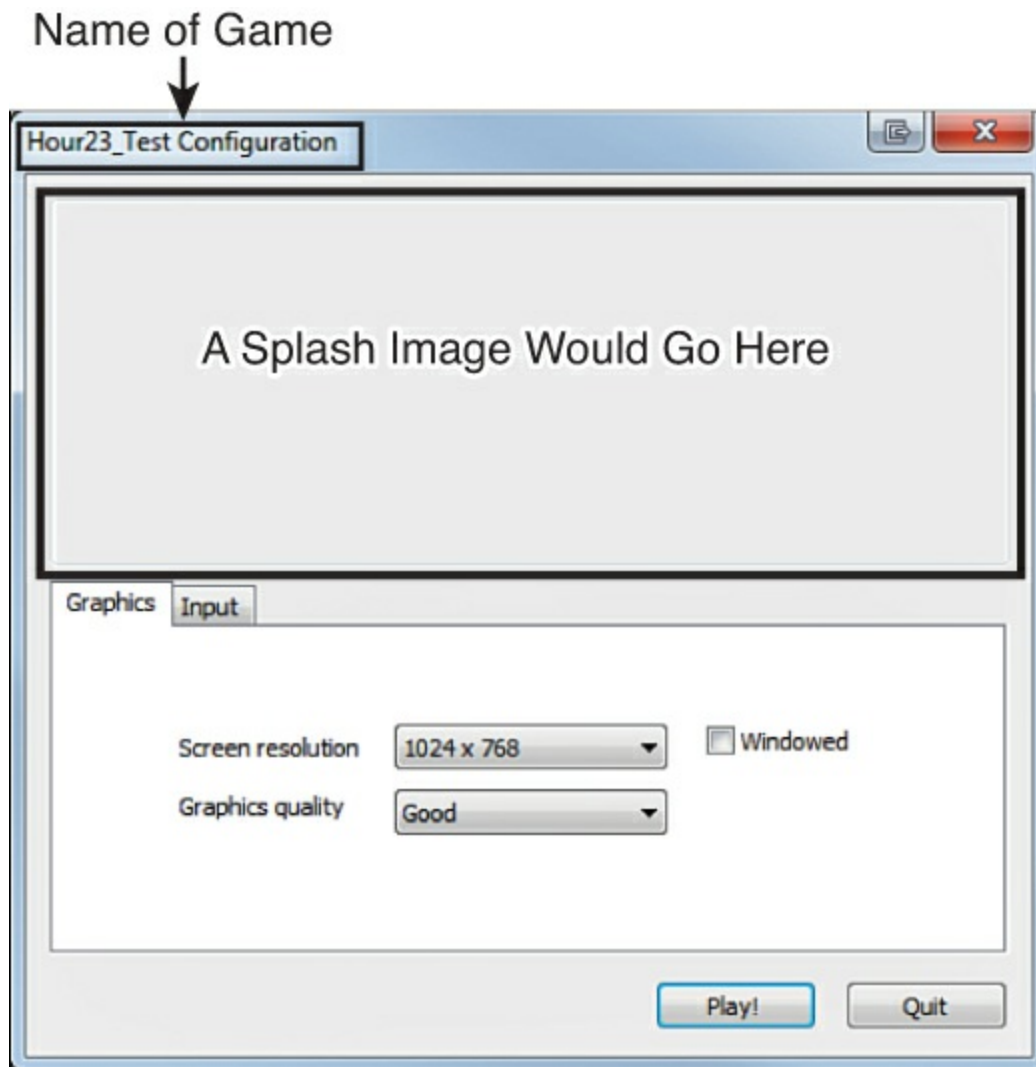 Name of Game
Hour23_Test Configuration
A Splash Image Would Go Here
Graphics Input
Screen resolution 1024 x 768 Windowed
Graphics quality Good
Play! Quit